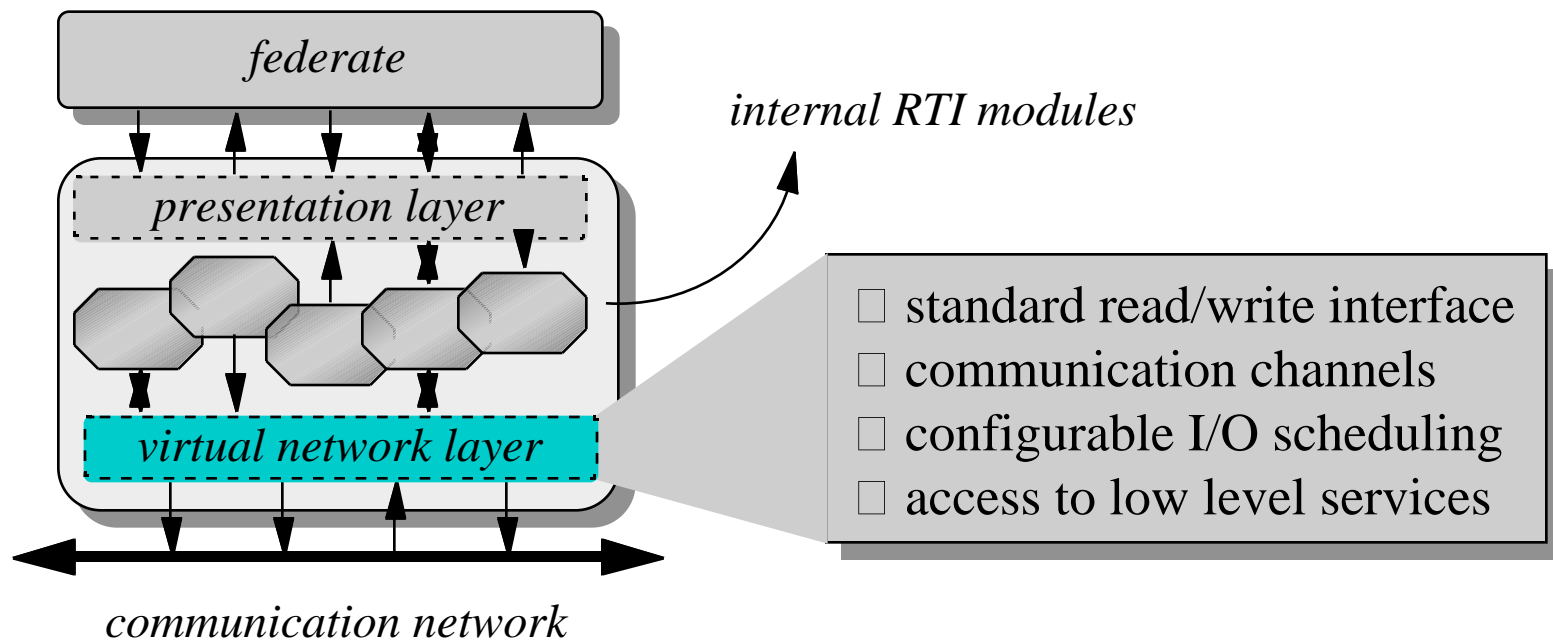 federate
internal RTI modules
presentation layer
□ standard read/write interface
□ communication channels
□ configurable I/O scheduling
□ access to low level services
virtual network layer
communication network